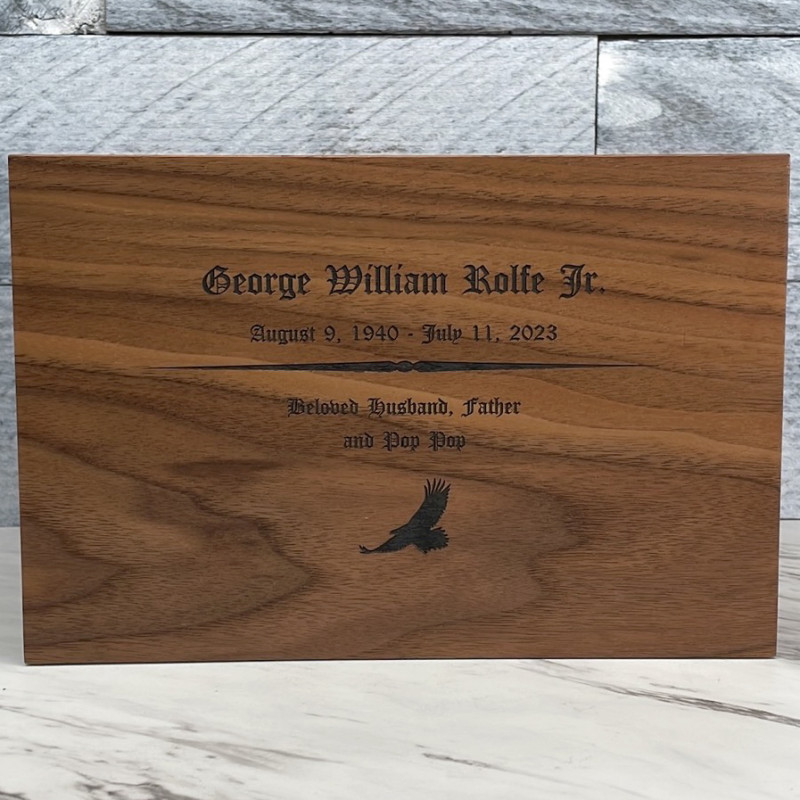 George William Rolfe Jr.
August 9, 1940 - July 11, 2023
Beloved Husband, Father
and Pop Pop